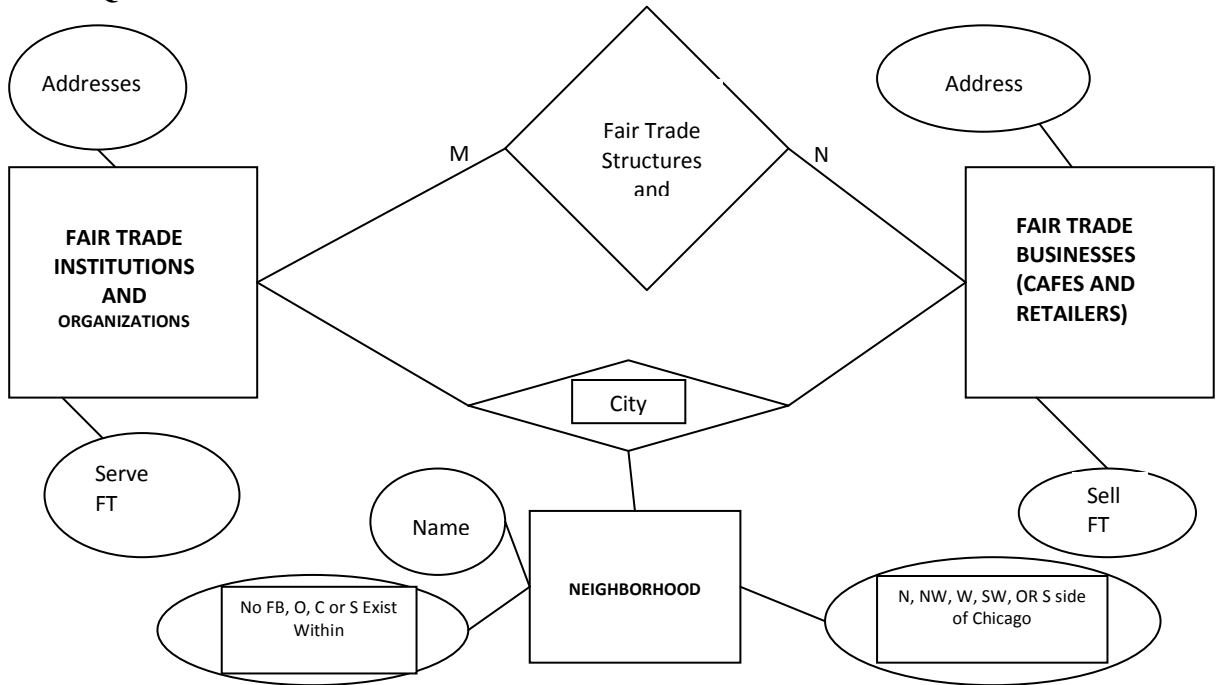 Addresses
Address
Fair Trade
Structures
and
M
N
FAIR TRADE
INSTITUTIONS
AND
ORGANIZATIONS
FAIR TRADE
BUSINESSES
(CAFES AND
RETAILERS)
City
Serve
FT
Sell
FT
Name
NEIGHBORHOOD
No FB, O, C or S Exist
Within
N, NW, W, SW, OR S side
of Chicago